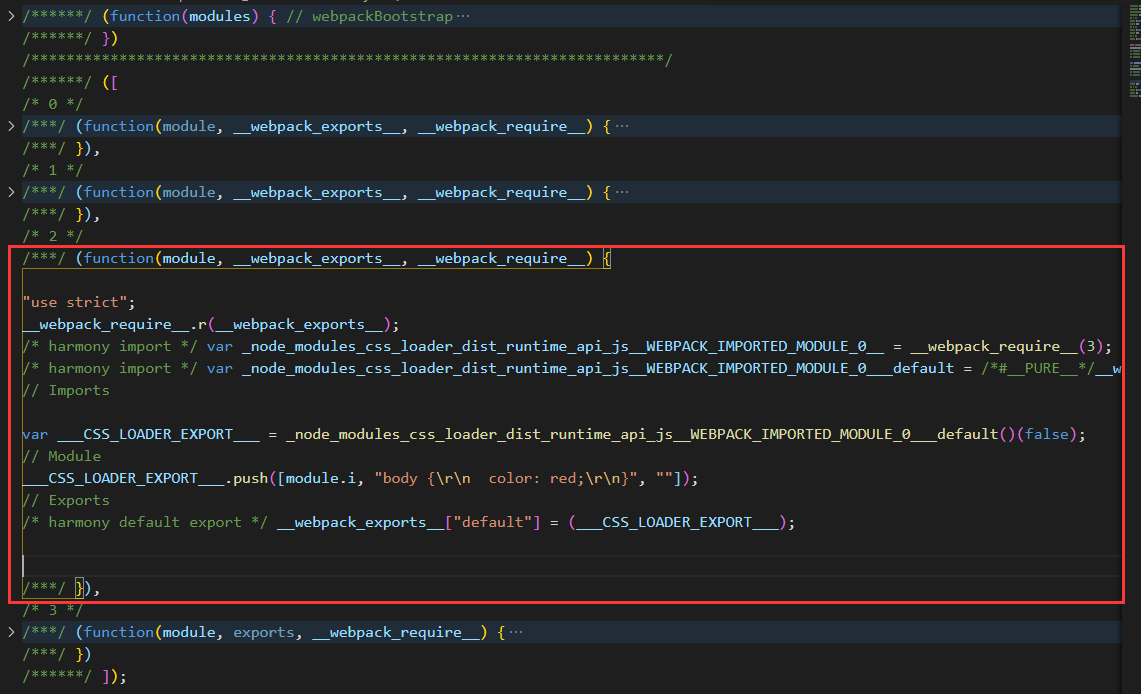 /******/ (function(modules) { // webpackBootstrap···
/******/ })
/************************************************************************/
/******/ ([
/* 0 */
/***/ (function(module, __webpack_exports__, __webpack_require__) {···
/***/ }),
/* 1 */
/***/ (function(module, __webpack_exports__, __webpack_require__) {···
/***/ }),
/* 2 */
/***/ (function(module, __webpack_exports__, __webpack_require__) {
"use strict";
__webpack_require__.r(__webpack_exports__);
/* harmony import */ var _node_modules_css_loader_dist_runtime_api_js__WEBPACK_IMPORTED_MODULE_0__ = __webpack_require__(3);
/* harmony import */ var _node_modules_css_loader_dist_runtime_api_js__WEBPACK_IMPORTED_MODULE_0___default = /*#__PURE__*/__w
// Imports
var ___CSS_LOADER_EXPORT___ = _node_modules_css_loader_dist_runtime_api_js__WEBPACK_IMPORTED_MODULE_0___default()(false);
// Module
___CSS_LOADER_EXPORT___.push([module.i, "body {\r\n  color: red;\r\n}", ""]);
// Exports
/* harmony default export */ __webpack_exports__["default"] = (___CSS_LOADER_EXPORT___);
/***/ }),
/* 3 */
/***/ (function(module, exports, __webpack_require__) {···
/***/ })
/******/ ]);